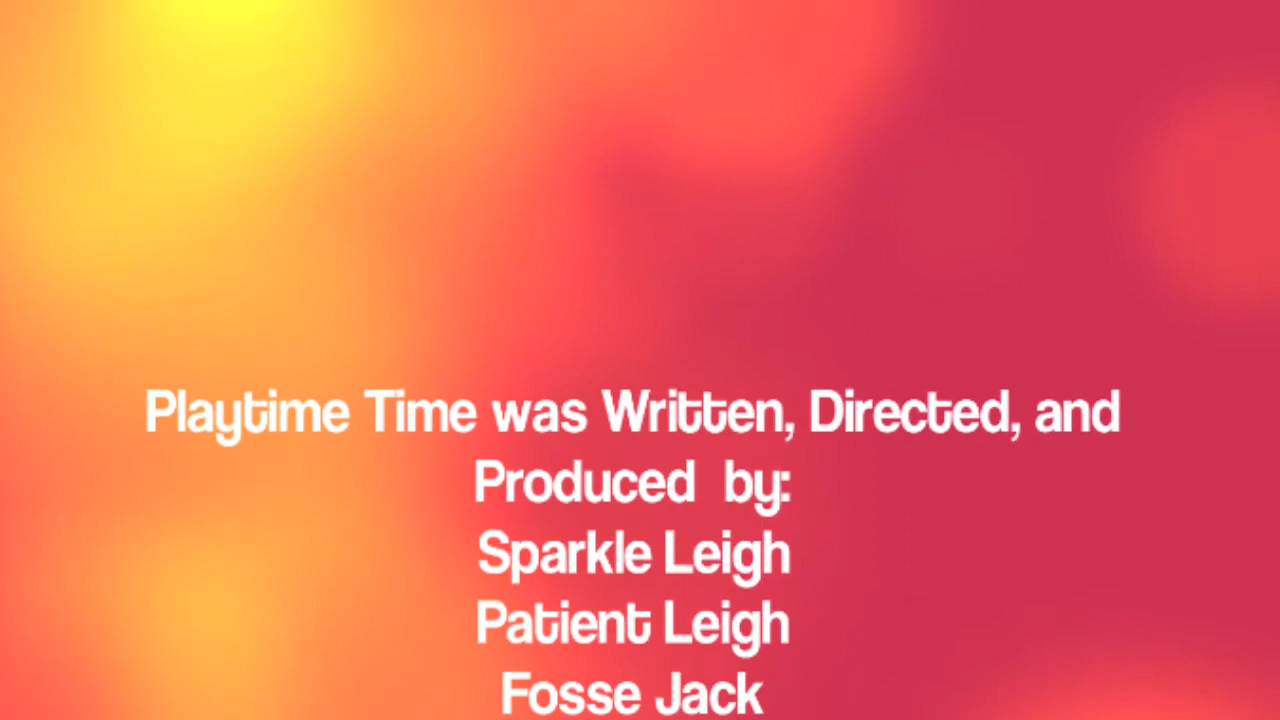 Playtime Time was Written, Directed, and
Produced  by:
Sparkle Leigh
Patient Leigh
Fosse Jack